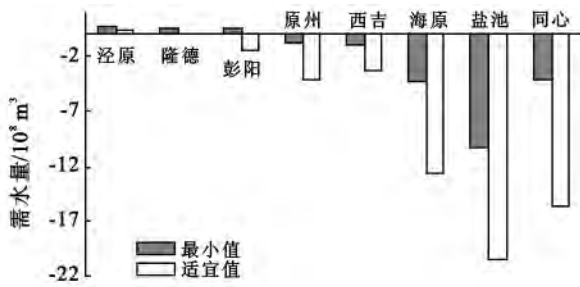 原州 西吉 海原 盐池 同心
泾原 隆德 彭阳
-2
-7
-12
-17
-22
需水量/10⁸ m³
最小值
适宜值